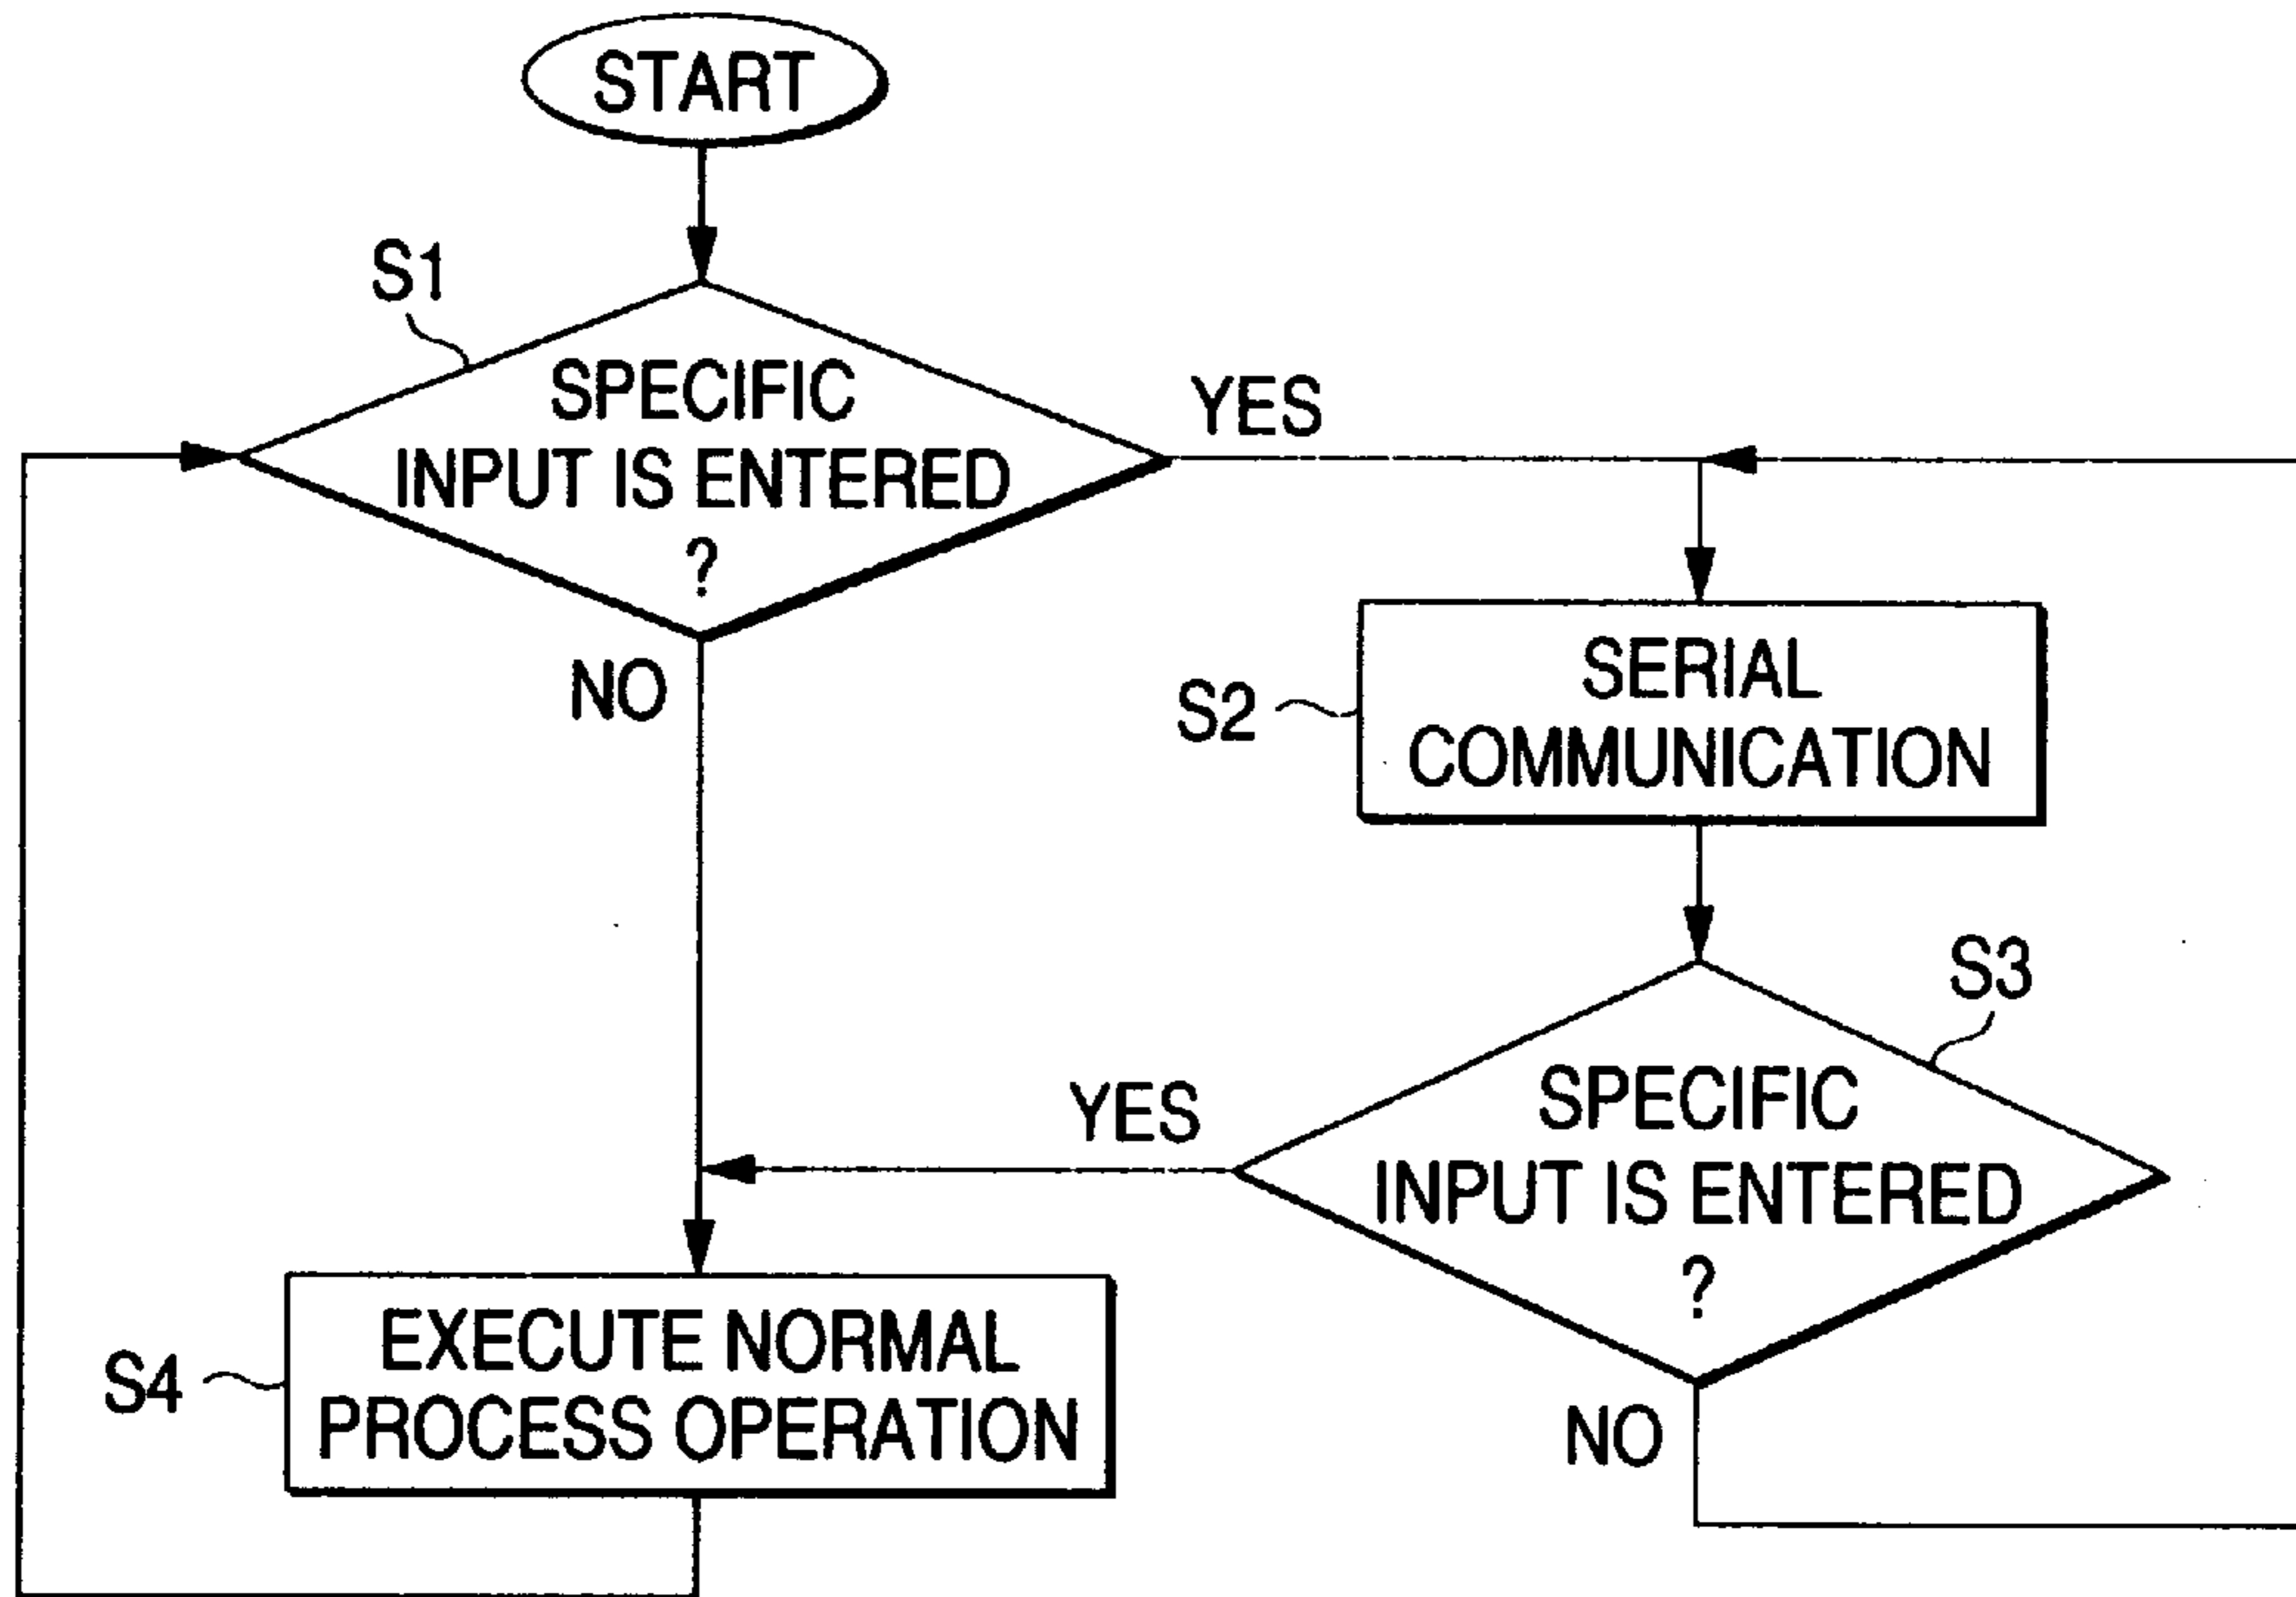 START
S1
SPECIFIC
INPUT IS ENTERED
?
YES
NO
S2
SERIAL
COMMUNICATION
S3
SPECIFIC
INPUT IS ENTERED
?
YES
NO
S4
EXECUTE NORMAL
PROCESS OPERATION